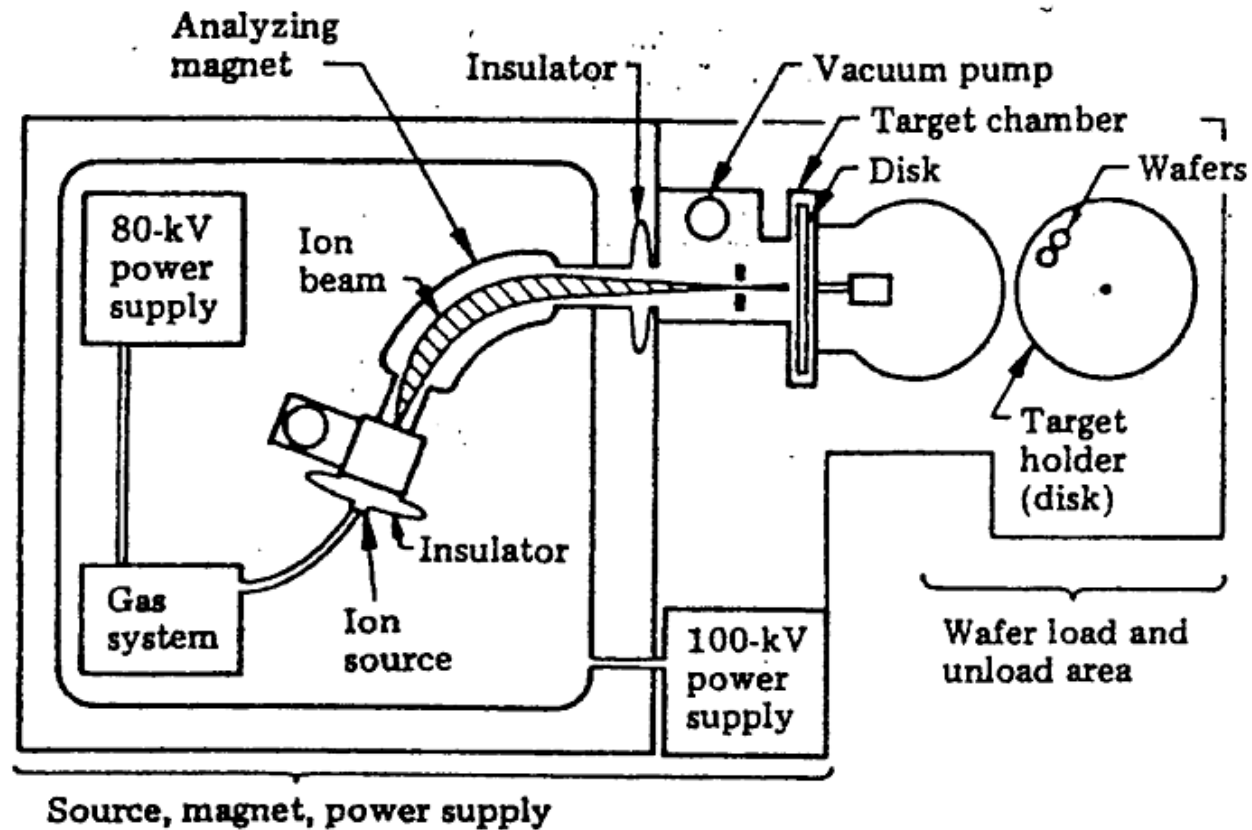 Analyzing
magnet
Insulator
Vacuum pump
Target chamber
Disk
Wafers
80-kV
power
supply
Ion
beam
Target
holder
(disk)
Insulator
Gas
system
Ion
source
100-kV
power
supply
Wafer load and
unload area
Source, magnet, power supply